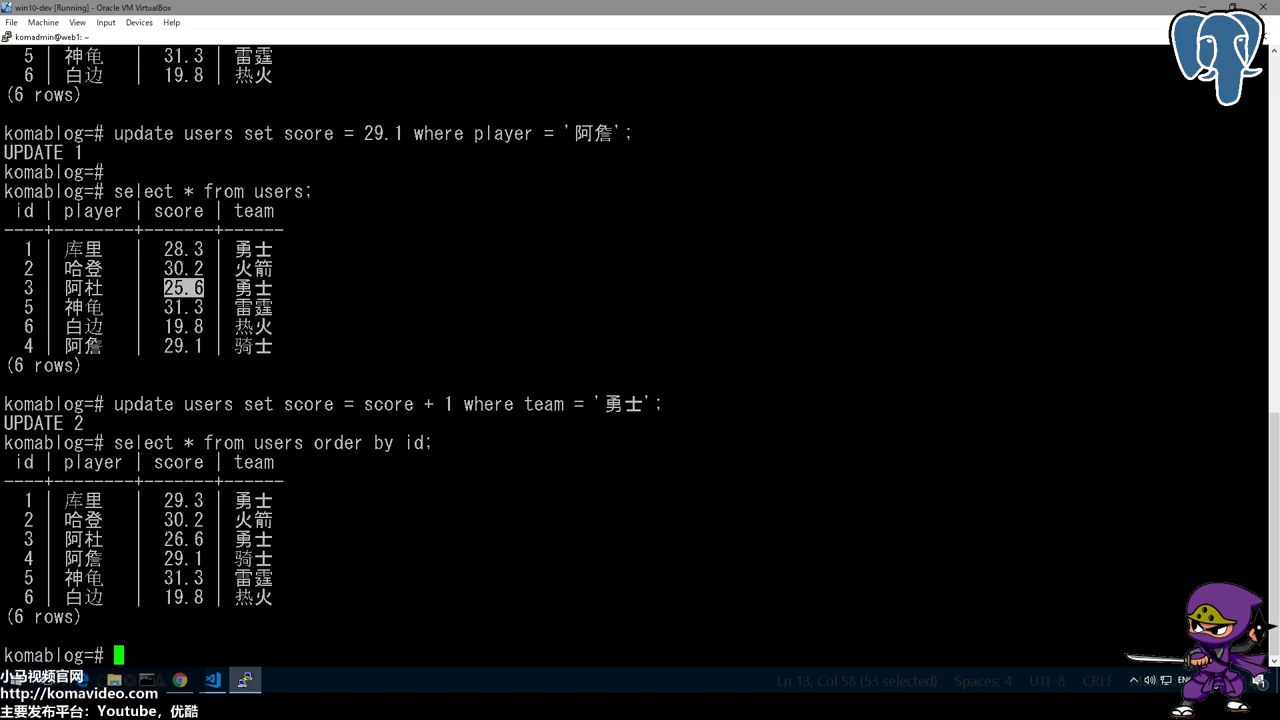 win10-dev [Running] - Oracle VM VirtualBox
File Machine View Input Devices Help
komadmin@web1: ~
5 | 神龟 | 31.3 | 雷霆
6 | 白边 | 19.8 | 热火
(6 rows)
komablog=# update users set score = 29.1 where player = '阿詹';
UPDATE 1
komablog=#
komablog=# select * from users;
id | player | score | team
----+--------+-------+------
1 | 库里 | 28.3 | 勇士
2 | 哈登 | 30.2 | 火箭
3 | 阿杜 | 25.6 | 勇士
5 | 神龟 | 31.3 | 雷霆
6 | 白边 | 19.8 | 热火
4 | 阿詹 | 29.1 | 骑士
(6 rows)
komablog=# update users set score = score + 1 where team = '勇士';
UPDATE 2
komablog=# select * from users order by id;
id | player | score | team
----+--------+-------+------
1 | 库里 | 29.3 | 勇士
2 | 哈登 | 30.2 | 火箭
3 | 阿杜 | 26.6 | 勇士
4 | 阿詹 | 29.1 | 骑士
5 | 神龟 | 31.3 | 雷霆
6 | 白边 | 19.8 | 热火
(6 rows)
komablog=#
小马视频官网
http://komavideo.com
主要发布平台：Youtube，优酷
Ln 13, Col 58 (53 selected) Spaces: 4 UTF-8 CRLF